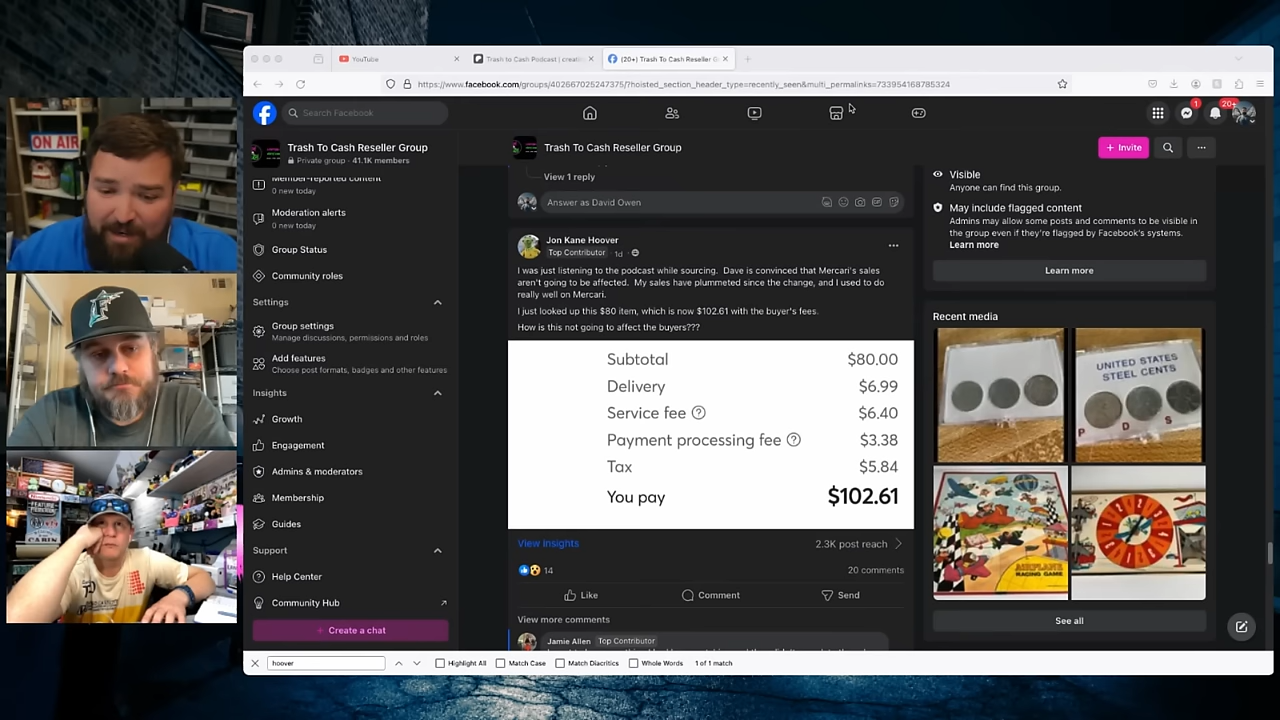 YouTube
Trash to Cash Podcast | creati
(20+) Trash To Cash Reseller G
https://www.facebook.com/groups/402667025247375/?hoisted_section_header_type=recently_seen&multi_permalinks=733954168785324
Search Facebook
1
20+
Trash To Cash Reseller Group
Private group · 41.1K members
Trash To Cash Reseller Group
+ Invite
Member-reported content
0 new today
Moderation alerts
0 new today
Group Status
Community roles
Settings
Group settings
Manage discussions, permissions and roles
Add features
Choose post formats, badges and other features
Insights
Growth
Engagement
Admins & moderators
Membership
Guides
Support
Help Center
Community Hub
+ Create a chat
View 1 reply
Answer as David Owen
Jon Kane Hoover
Top Contributor · 1d ·
I was just listening to the podcast while sourcing. Dave is convinced that Mercari's sales
aren't going to be affected. My sales have plummeted since the change, and I used to do
really well on Mercari.
I just looked up this $80 item, which is now $102.61 with the buyer's fees.
How is this not going to affect the buyers???
Subtotal $80.00
Delivery $6.99
Service fee $6.40
Payment processing fee $3.38
Tax $5.84
You pay $102.61
View Insights
2.3K post reach
14
20 comments
Like
Comment
Send
View more comments
Jamie Allen Top Contributor
Visible
Anyone can find this group.
May include flagged content
Admins may allow some posts and comments to be visible in
the group even if they're flagged by Facebook's systems.
Learn more
Learn more
Recent media
UNITED STATES
STEEL CENTS
P D S
AIRPLANE
RACING GAME
See all
hoover
Highlight All
Match Case
Match Diacritics
Whole Words
1 of 1 match
ON AIR